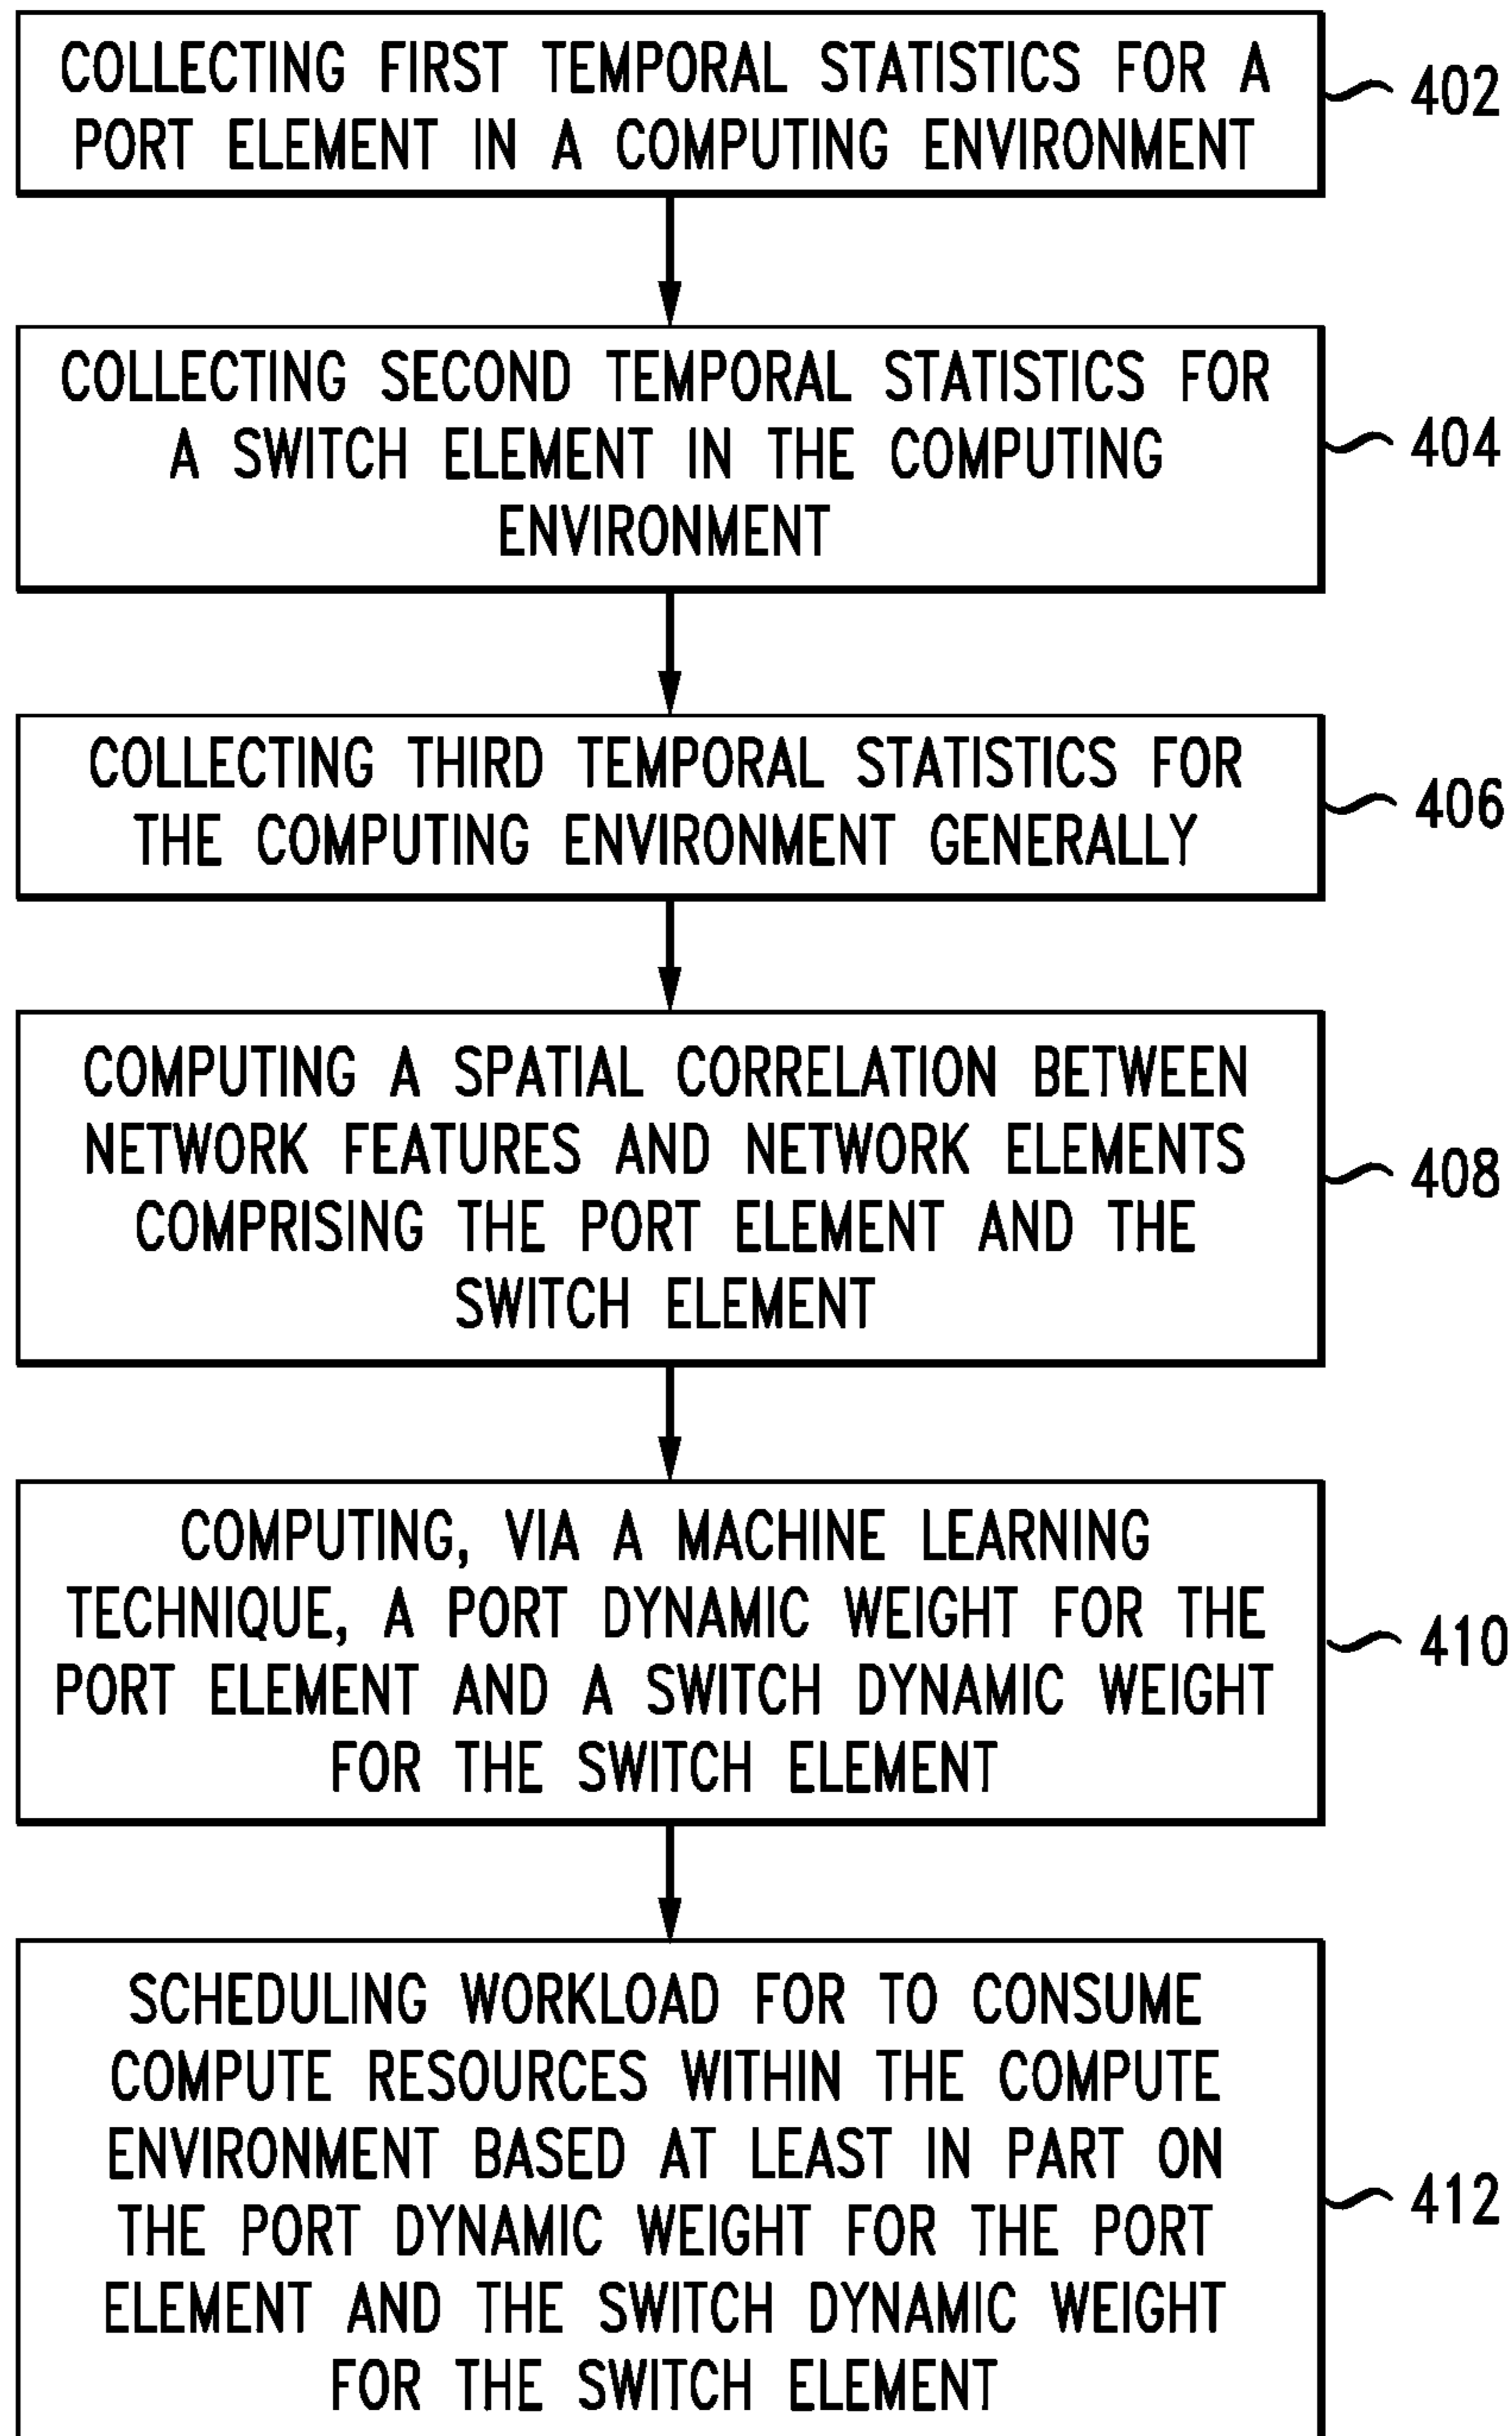 COLLECTING FIRST TEMPORAL STATISTICS FOR A
PORT ELEMENT IN A COMPUTING ENVIRONMENT
402
COLLECTING SECOND TEMPORAL STATISTICS FOR
A SWITCH ELEMENT IN THE COMPUTING
ENVIRONMENT
404
COLLECTING THIRD TEMPORAL STATISTICS FOR
THE COMPUTING ENVIRONMENT GENERALLY
406
COMPUTING A SPATIAL CORRELATION BETWEEN
NETWORK FEATURES AND NETWORK ELEMENTS
COMPRISING THE PORT ELEMENT AND THE
SWITCH ELEMENT
408
COMPUTING, VIA A MACHINE LEARNING
TECHNIQUE, A PORT DYNAMIC WEIGHT FOR THE
PORT ELEMENT AND A SWITCH DYNAMIC WEIGHT
FOR THE SWITCH ELEMENT
410
SCHEDULING WORKLOAD FOR TO CONSUME
COMPUTE RESOURCES WITHIN THE COMPUTE
ENVIRONMENT BASED AT LEAST IN PART ON
THE PORT DYNAMIC WEIGHT FOR THE PORT
ELEMENT AND THE SWITCH DYNAMIC WEIGHT
FOR THE SWITCH ELEMENT
412